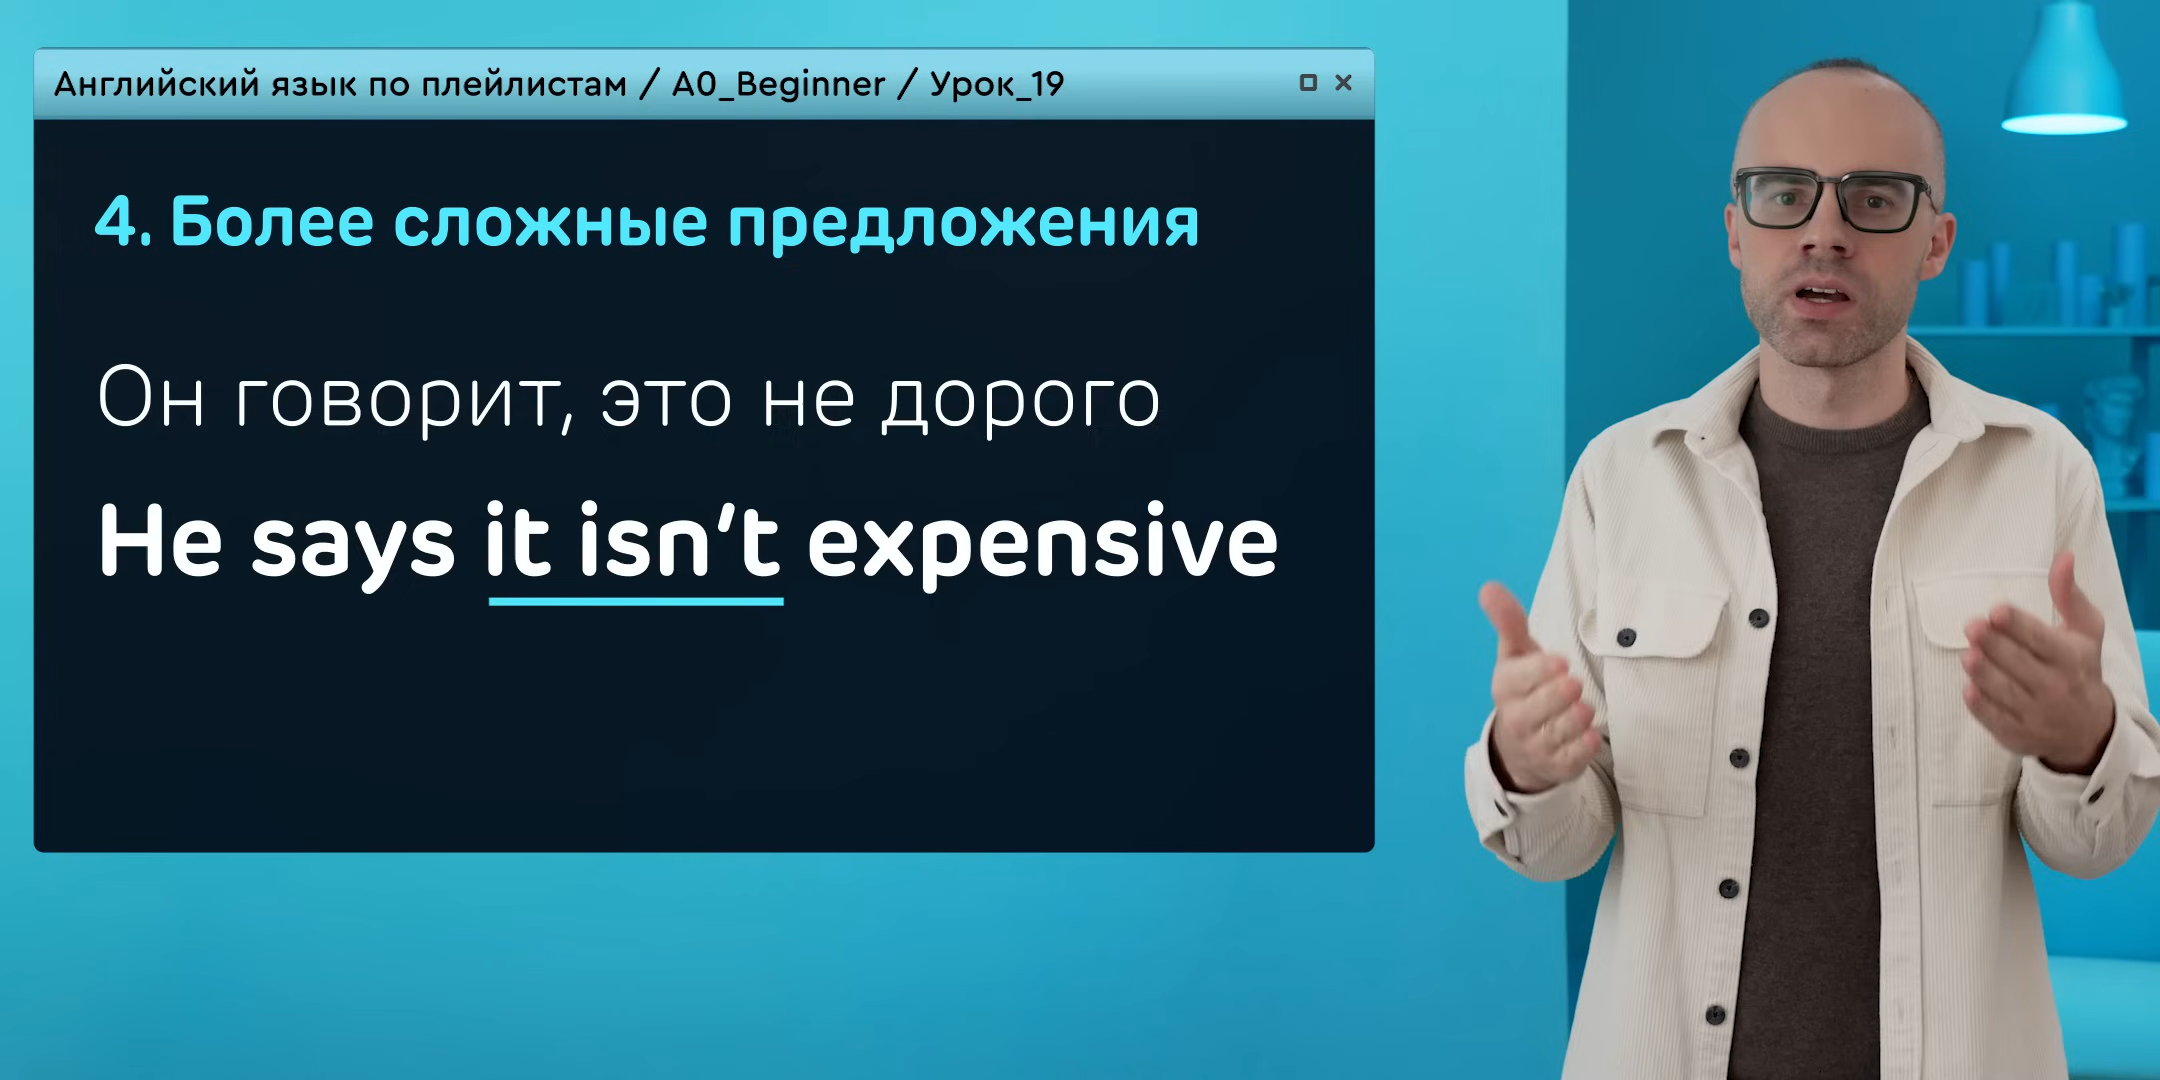 Английский язык по плейлистам / A0_Beginner / Урок_19
4. Более сложные предложения
Он говорит, это не дорого
He says it isn’t expensive